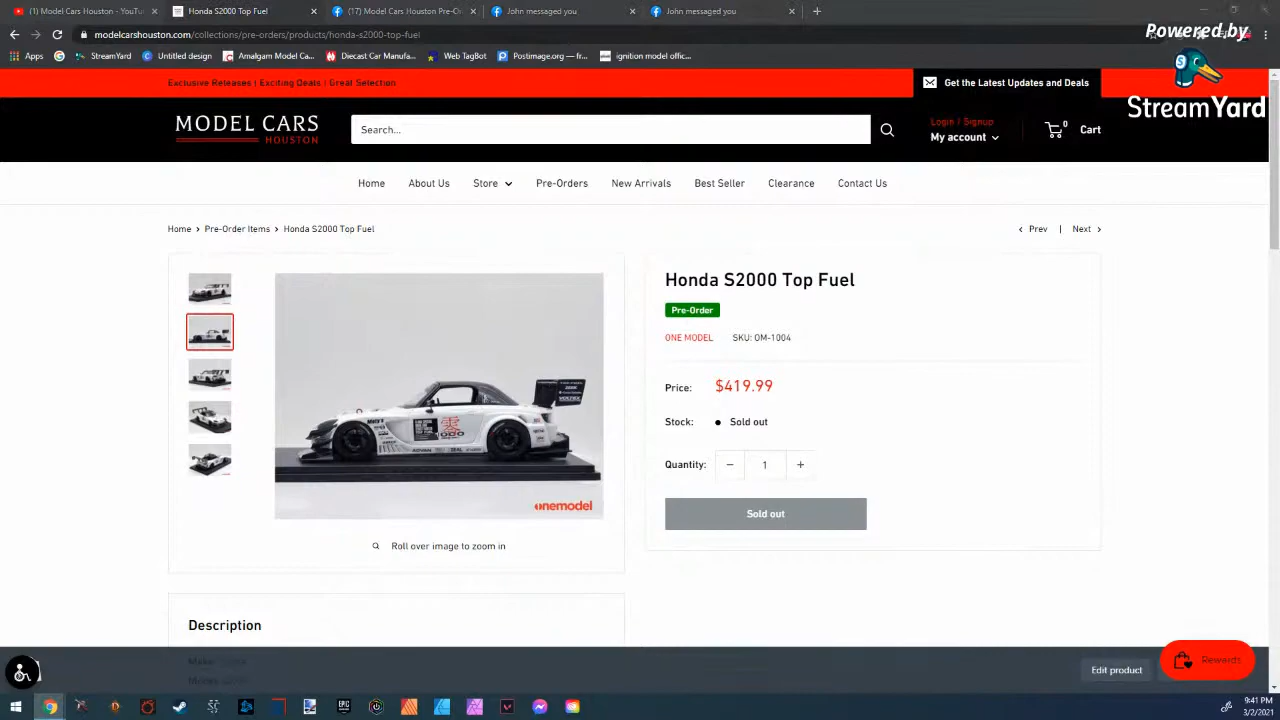 (1) Model Cars Houston - YouTu
Honda S2000 Top Fuel
(17) Model Cars Houston Pre-O
John messaged you
John messaged you
modelcarshouston.com/collections/pre-orders/products/honda-s2000-top-fuel
Powered by
StreamYard
Apps
StreamYard
Untitled design
Amalgam Model Ca...
Diecast Car Manufa...
Web TagBot
Postimage.org — fr...
ignition model offic...
Exclusive Releases | Exciting Deals | Great Selection
Get the Latest Updates and Deals
MODEL CARS
HOUSTON
Search...
Login / Signup
My account
0
Cart
Home
About Us
Store
Pre-Orders
New Arrivals
Best Seller
Clearance
Contact Us
Home > Pre-Order Items > Honda S2000 Top Fuel
Prev | Next
Honda S2000 Top Fuel
Pre-Order
ONE MODEL
SKU: OM-1004
Price: $419.99
Stock: Sold out
Quantity: − 1 +
Sold out
ADVAN
onemodel
Roll over image to zoom in
Description
Make:
Edit product
Rewards
9:41 PM
3/2/2021